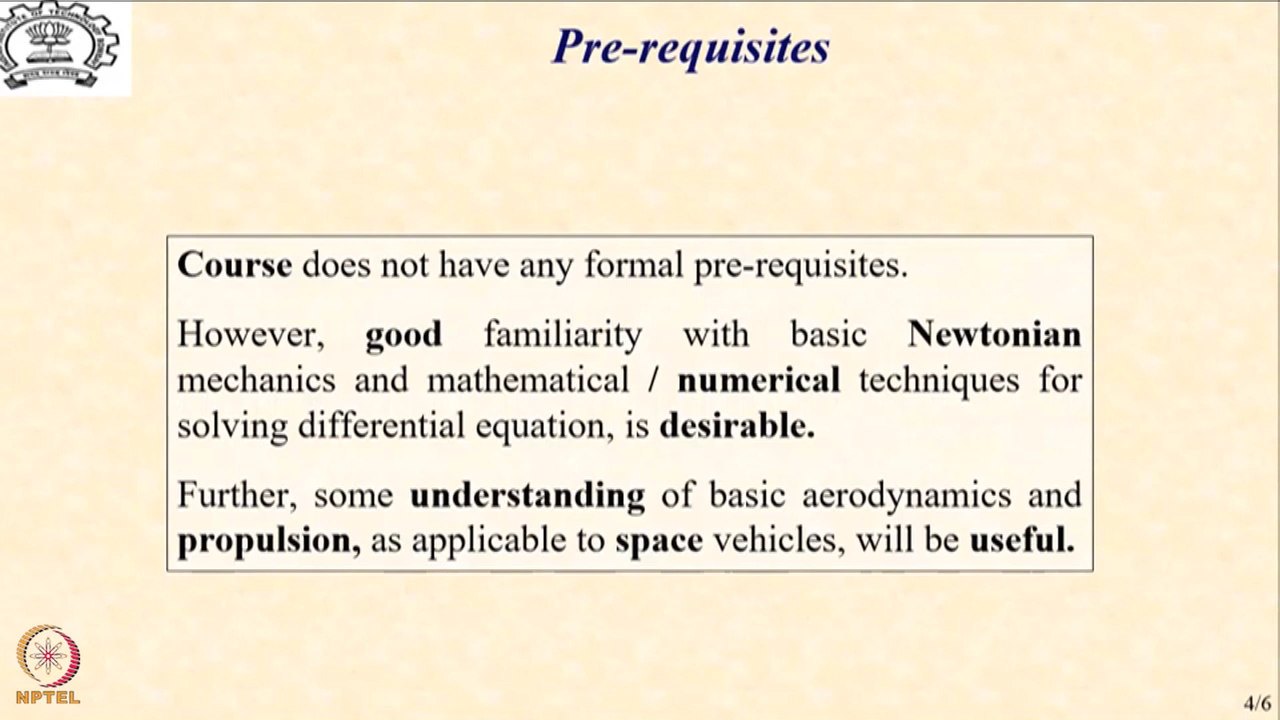 Pre-requisites
Course does not have any formal pre-requisites.
However, good familiarity with basic Newtonian
mechanics and mathematical / numerical techniques for
solving differential equation, is desirable.
Further, some understanding of basic aerodynamics and
propulsion, as applicable to space vehicles, will be useful.
NPTEL
4/6